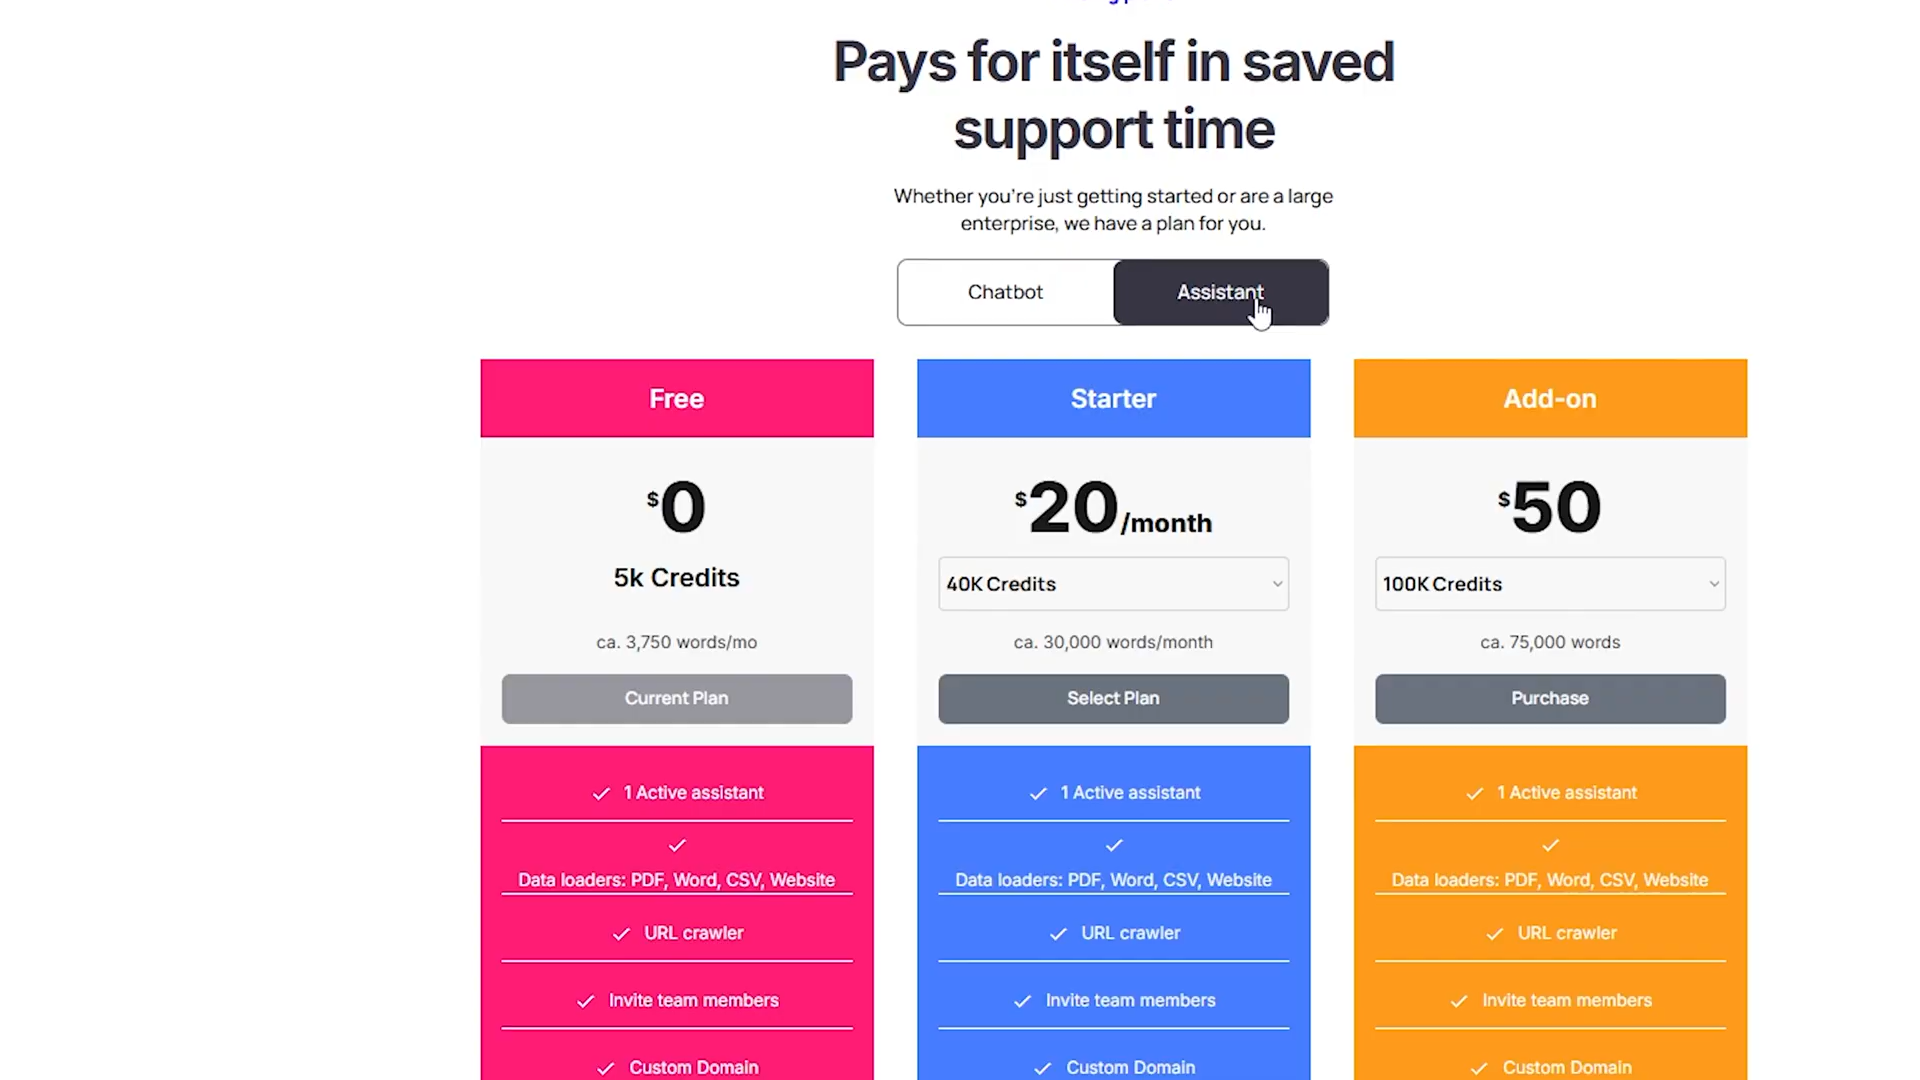 Pays for itself in saved
support time
Whether you're just getting started or are a large
enterprise, we have a plan for you.
Chatbot
Assistant
Free
$0
5k Credits
ca. 3,750 words/mo
Current Plan
1 Active assistant
Data loaders: PDF, Word, CSV, Website
URL crawler
Invite team members
Custom Domain
Starter
$20/month
40K Credits
ca. 30,000 words/month
Select Plan
1 Active assistant
Data loaders: PDF, Word, CSV, Website
URL crawler
Invite team members
Custom Domain
Add-on
$50
100K Credits
ca. 75,000 words
Purchase
1 Active assistant
Data loaders: PDF, Word, CSV, Website
URL crawler
Invite team members
Custom Domain